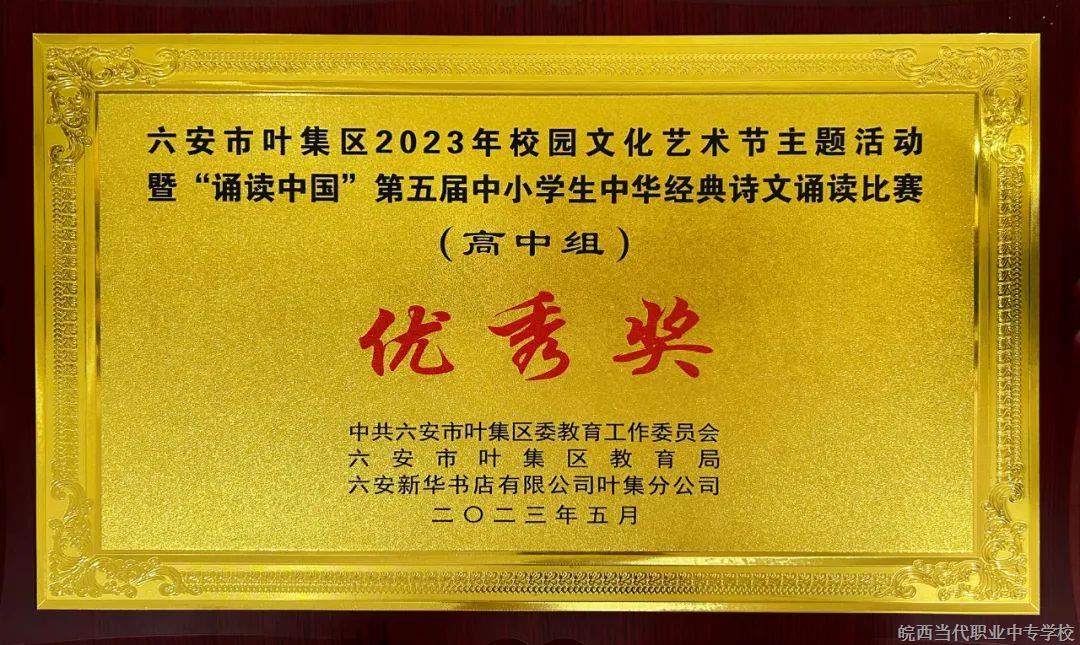 六安市叶集区2023年校园文化艺术节主题活动
暨“诵读中国”第五届中小学生中华经典诗文诵读比赛
(高中组)
优秀奖
中共六安市叶集区委教育工作委员会
六安市叶集区教育局
六安新华书店有限公司叶集分公司
二〇二三年五月
皖西当代职业中专学校